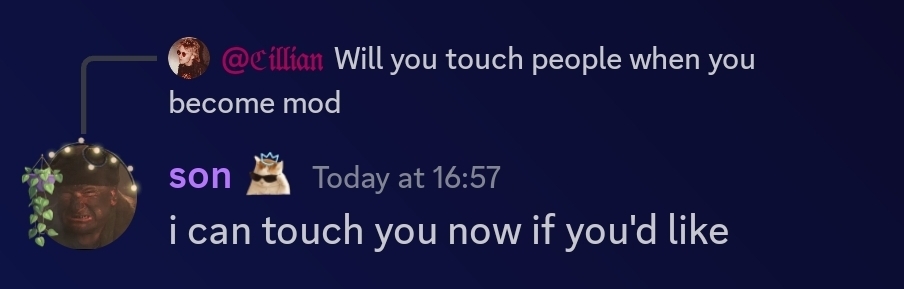 @Cillian Will you touch people when you
become mod
son Today at 16:57
i can touch you now if you'd like